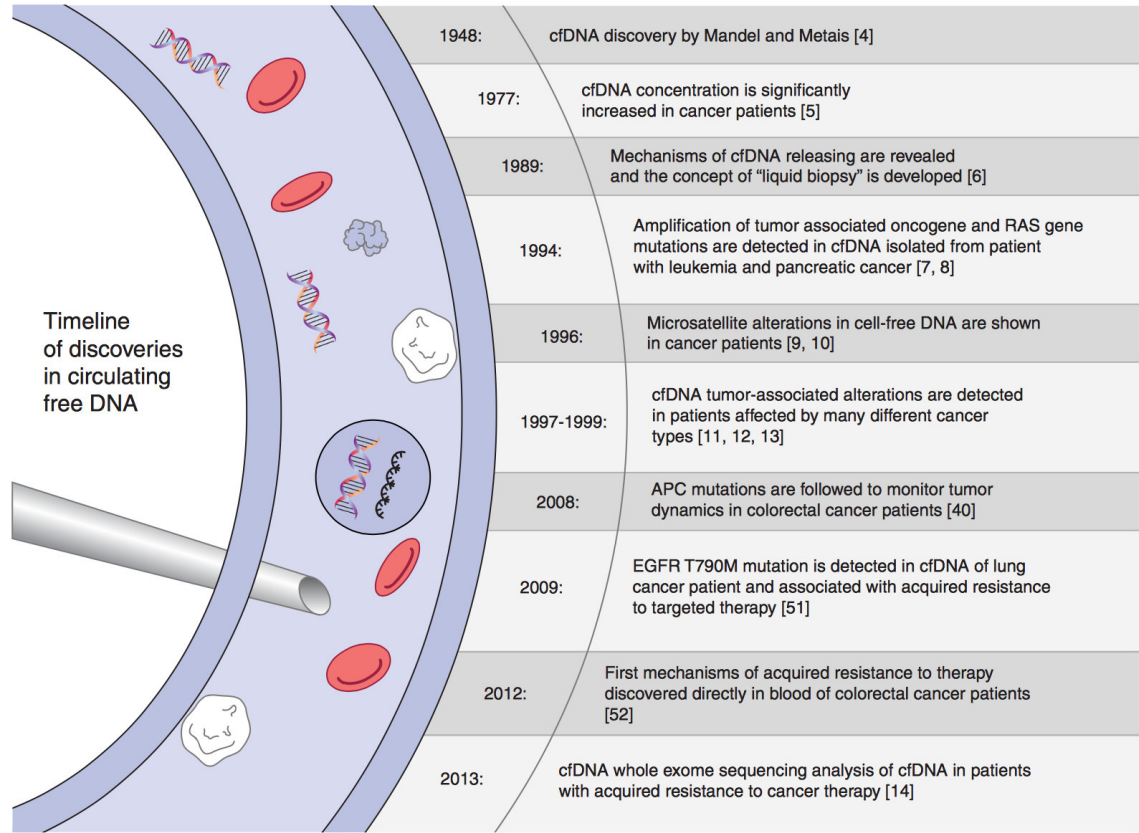 Timeline
of discoveries
in circulating
free DNA
1948: cfDNA discovery by Mandel and Metais [4]
1977: cfDNA concentration is significantly
increased in cancer patients [5]
1989: Mechanisms of cfDNA releasing are revealed
and the concept of “liquid biopsy” is developed [6]
1994: Amplification of tumor associated oncogene and RAS gene
mutations are detected in cfDNA isolated from patient
with leukemia and pancreatic cancer [7, 8]
1996: Microsatellite alterations in cell-free DNA are shown
in cancer patients [9, 10]
1997-1999: cfDNA tumor-associated alterations are detected
in patients affected by many different cancer
types [11, 12, 13]
2008: APC mutations are followed to monitor tumor
dynamics in colorectal cancer patients [40]
2009: EGFR T790M mutation is detected in cfDNA of lung
cancer patient and associated with acquired resistance
to targeted therapy [51]
2012: First mechanisms of acquired resistance to therapy
discovered directly in blood of colorectal cancer patients
[52]
2013: cfDNA whole exome sequencing analysis of cfDNA in patients
with acquired resistance to cancer therapy [14]